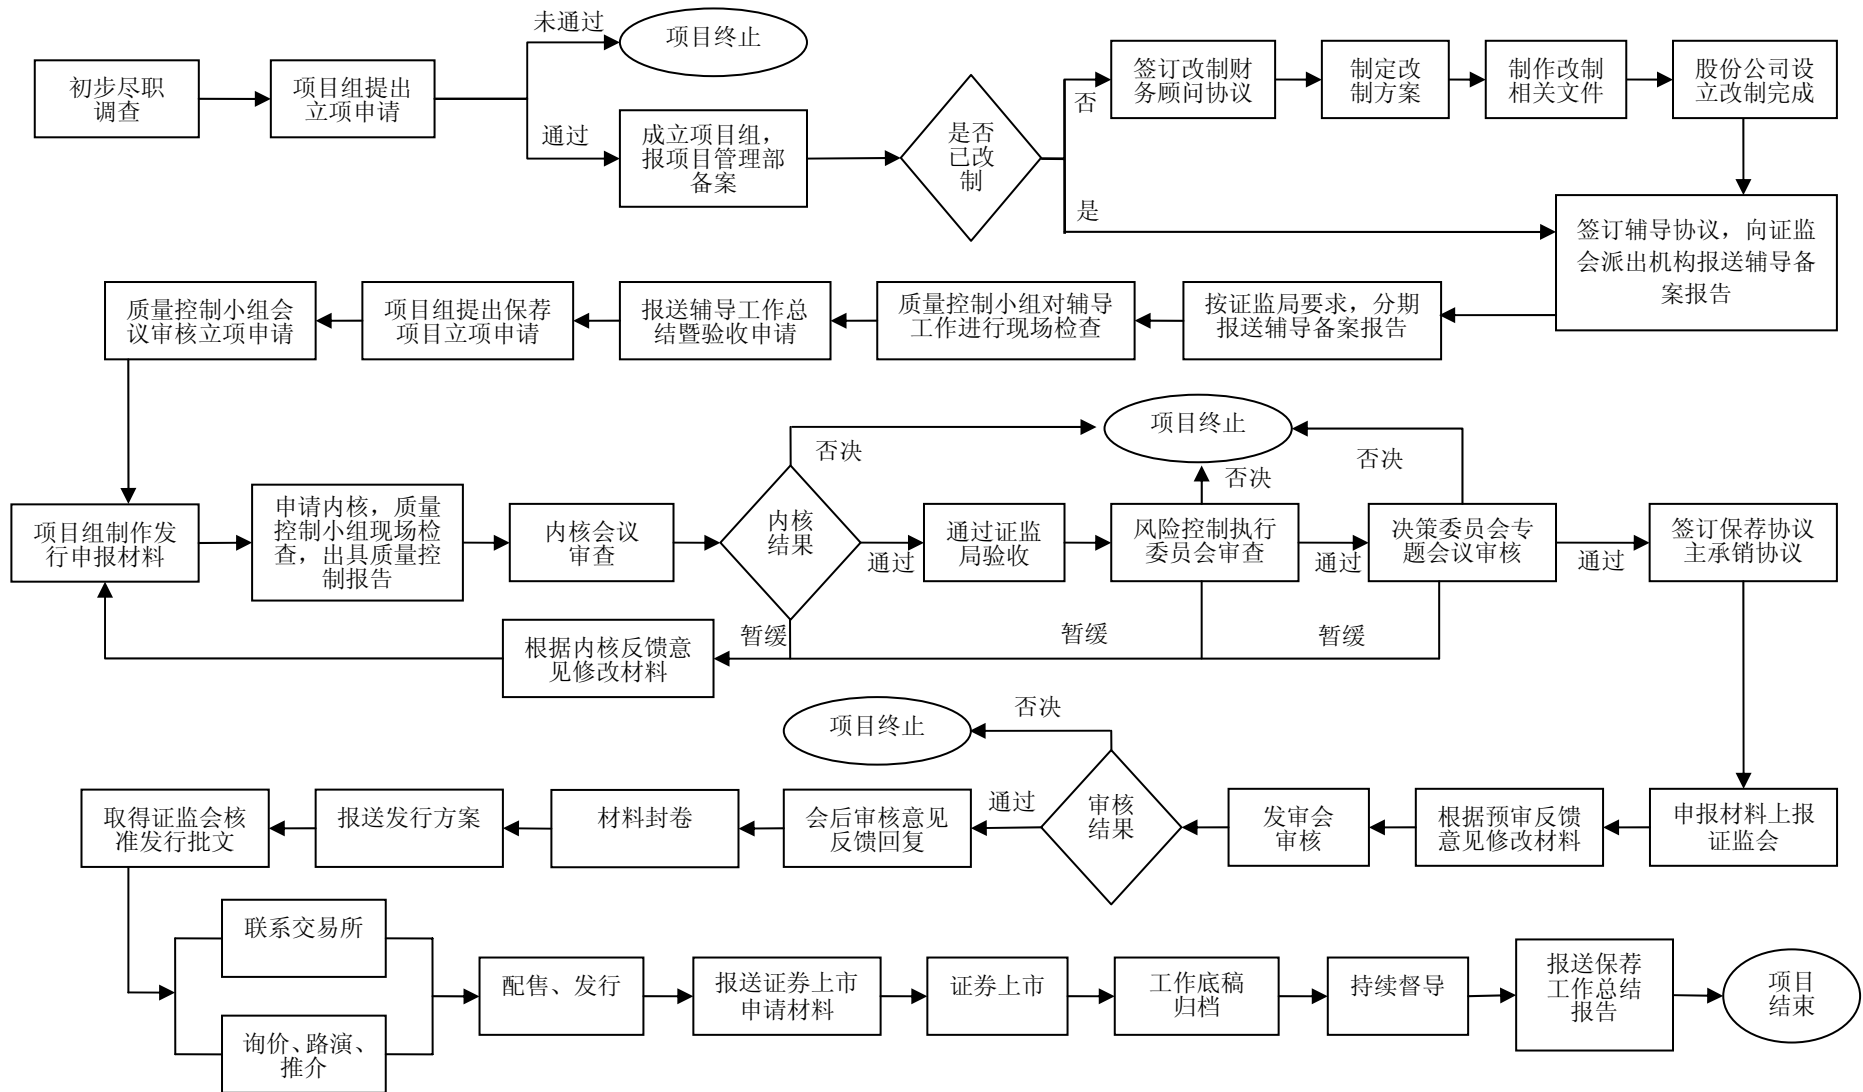 未通过
项目终止
初步尽职
调查
项目组提出
立项申请
通过
成立项目组，
报项目管理部
备案
是否
已改
制
否
签订改制财
务顾问协议
制定改
制方案
制作改制
相关文件
股份公司设
立改制完成
是
签订辅导协议，向证监
会派出机构报送辅导备
案报告
质量控制小组会
议审核立项申请
项目组提出保荐
项目立项申请
报送辅导工作总
结暨验收申请
质量控制小组对辅导
工作进行现场检查
按证监局要求，分期
报送辅导备案报告
项目终止
否决
否决
否决
项目组制作发
行申报材料
申请内核，质量
控制小组现场检
查，出具质量控
制报告
内核会议
审查
内核
结果
通过
通过证监
局验收
风险控制执行
委员会审查
通过
决策委员会专
题会议审核
通过
签订保荐协议
主承销协议
根据内核反馈意
见修改材料
暂缓
暂缓
暂缓
项目终止
否决
取得证监会核
准发行批文
报送发行方案
材料封卷
会后审核意见
反馈回复
通过
审核
结果
发审会
审核
根据预审反馈
意见修改材料
申报材料上报
证监会
联系交易所
询价、路演、
推介
配售、发行
报送证券上市
申请材料
证券上市
工作底稿
归档
持续督导
报送保荐
工作总结
报告
项目
结束